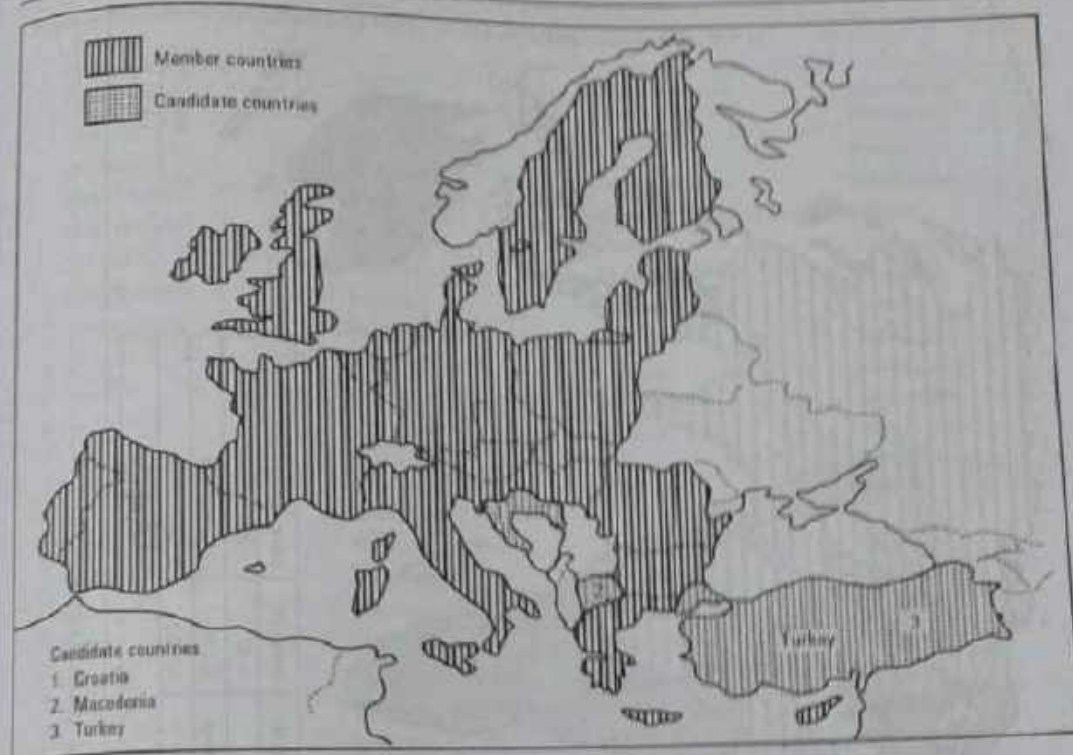 Member countries
Candidate countries
2
3
Turkey
Candidate countries
1 Croatia
2. Macedonia
3 Turkey